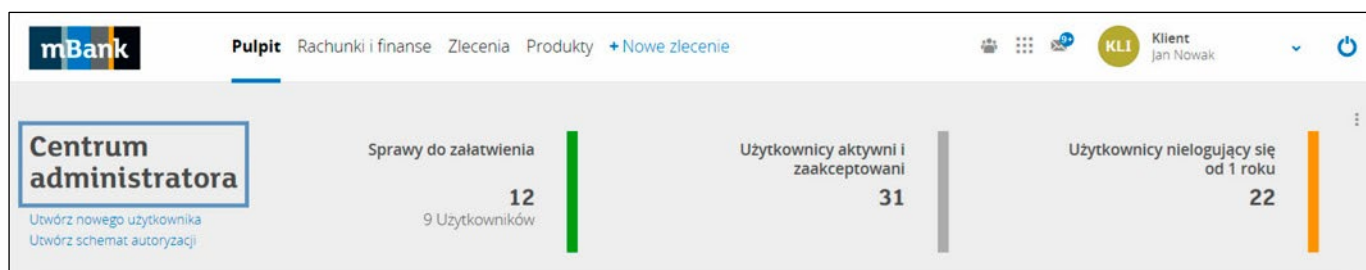 mBank
Pulpit Rachunki i finanse Zlecenia Produkty + Nowe zlecenie
9+
KLI
Klient
Jan Nowak
Centrum
administratora
Utwórz nowego użytkownika
Utwórz schemat autoryzacji
Sprawy do załatwienia
12
9 Użytkowników
Użytkownicy aktywni i
zaakceptowani
31
Użytkownicy nielogujący się
od 1 roku
22